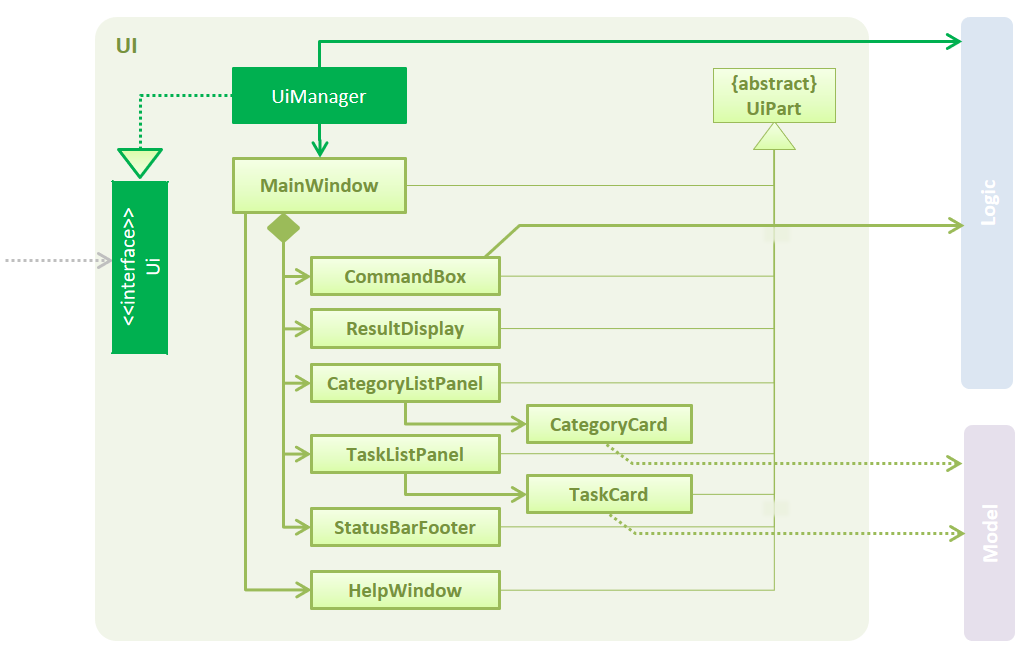 UI
UiManager
{abstract}
UiPart
MainWindow
<<interface>>
Ui
Logic
CommandBox
ResultDisplay
CategoryListPanel
CategoryCard
TaskListPanel
TaskCard
StatusBarFooter
Model
HelpWindow